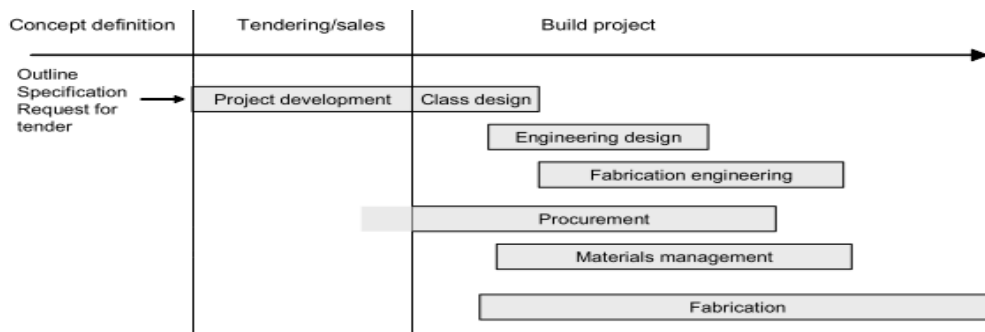 Concept definition
Tendering/sales
Build project
Outline
Specification
Request for
tender
Project development
Class design
Engineering design
Fabrication engineering
Procurement
Materials management
Fabrication